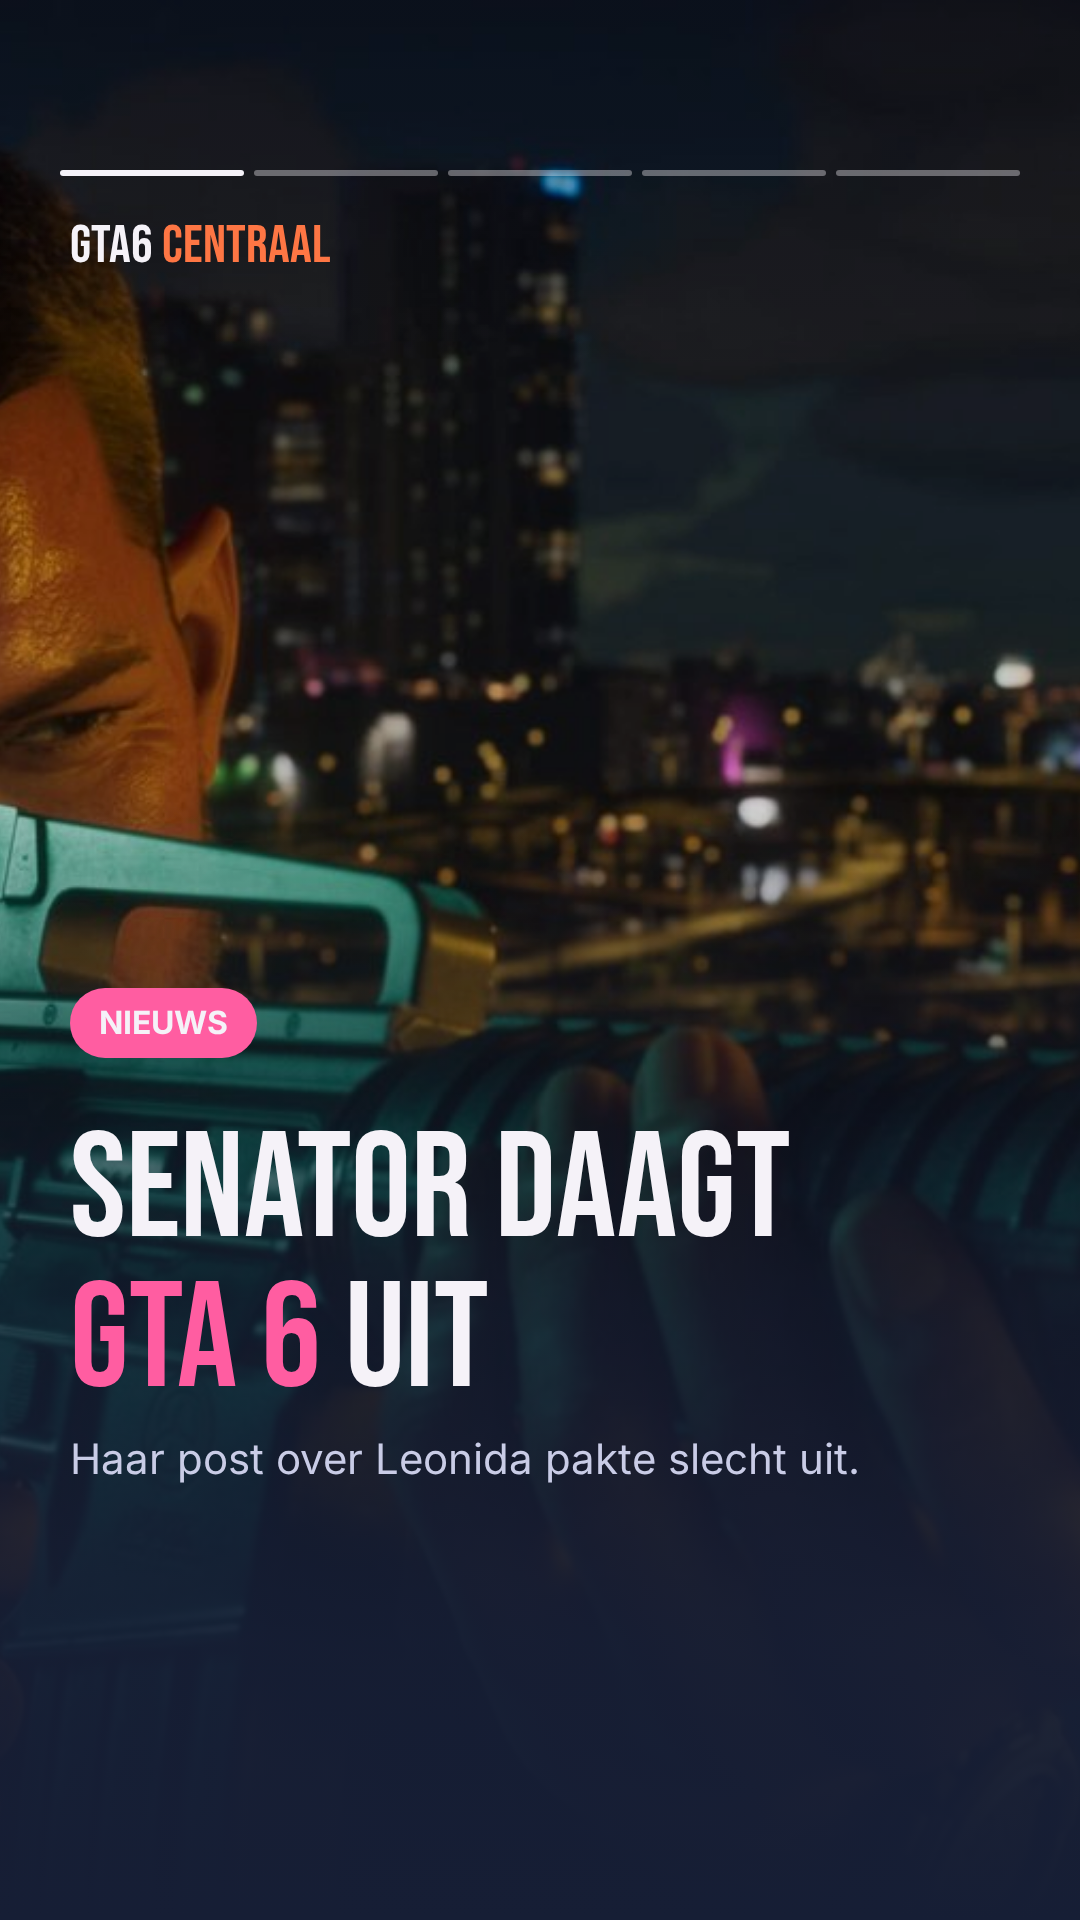 GTA6 CENTRAAL
NIEUWS
SENATOR DAAGT
GTA 6 UIT
Haar post over Leonida pakte slecht uit.